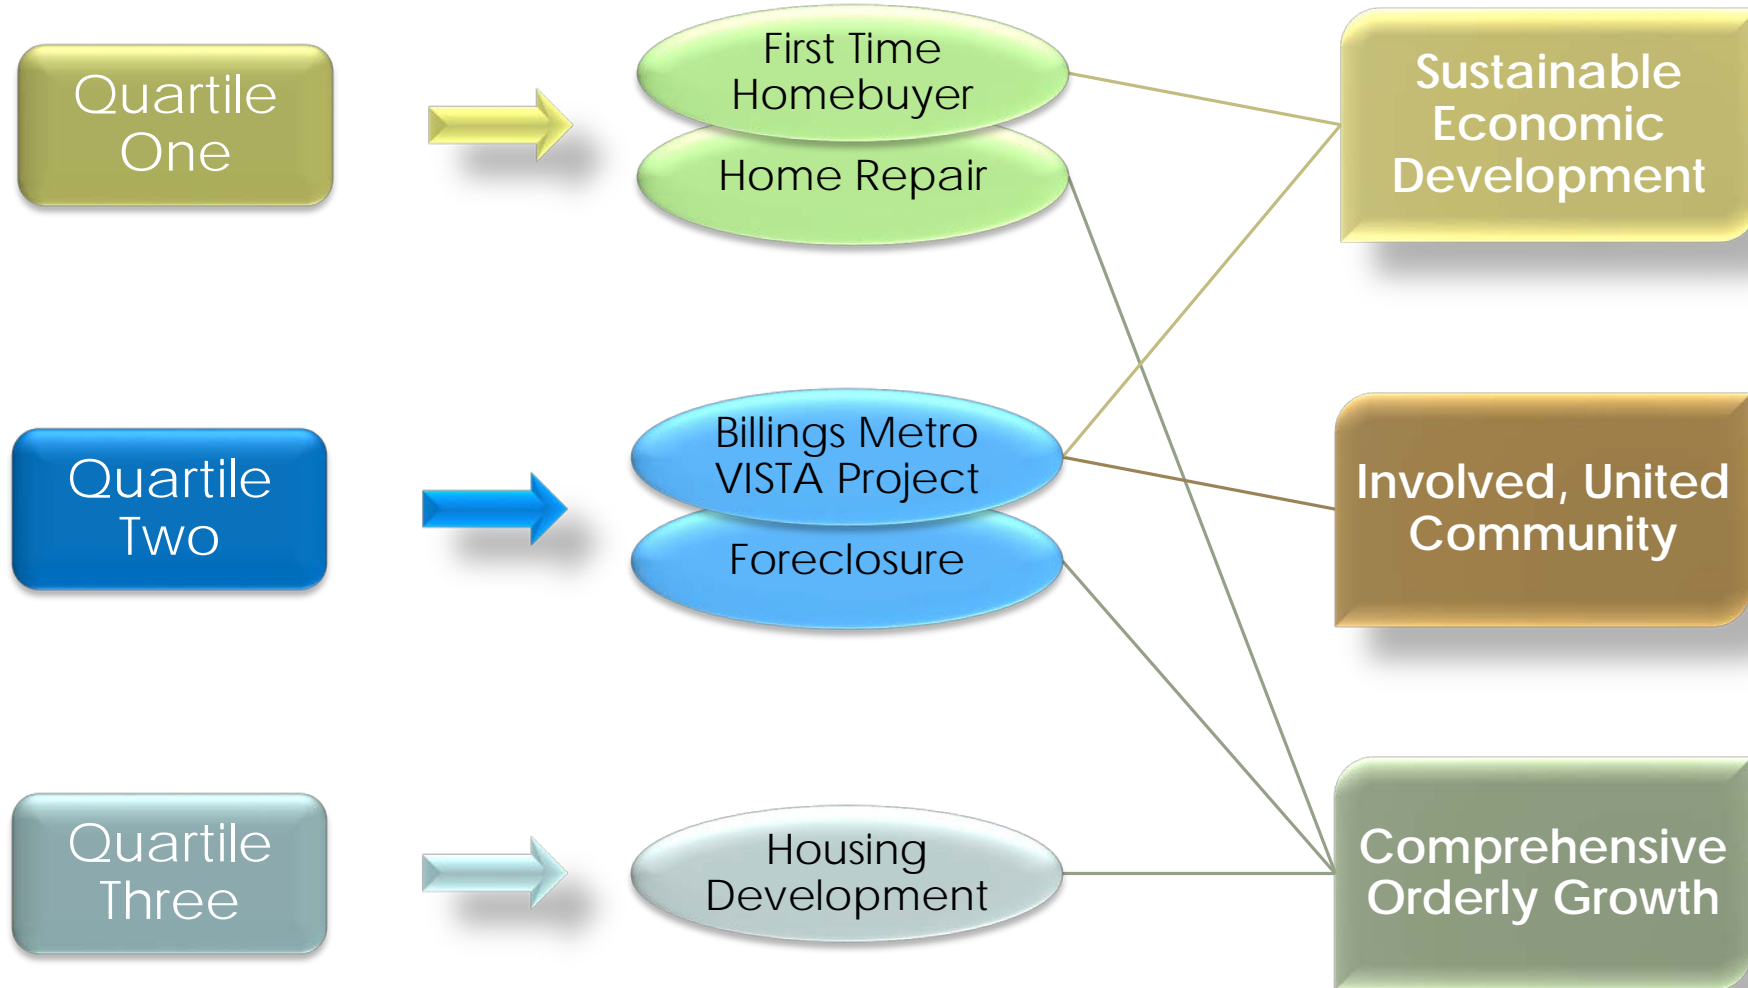 Quartile
One
First Time
Homebuyer
Home Repair
Sustainable
Economic
Development
Quartile
Two
Billings Metro
VISTA Project
Foreclosure
Involved, United
Community
Quartile
Three
Housing
Development
Comprehensive
Orderly Growth